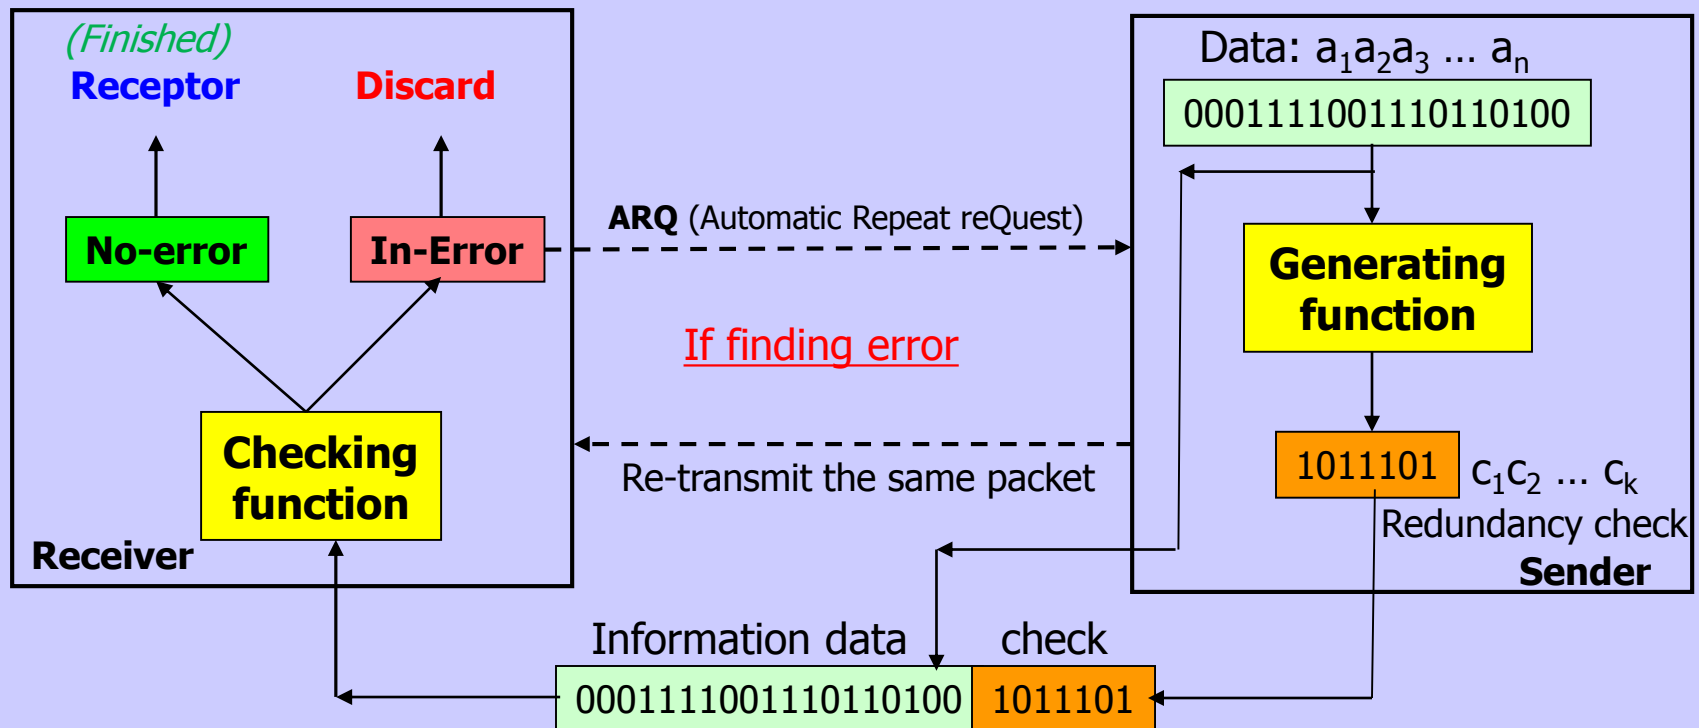 (Finished)
Receptor
Discard
No-error
In-Error
Checking
function
Receiver
ARQ (Automatic Repeat reQuest)
If finding error
Re-transmit the same packet
Data: a₁a₂a₃ ... aₙ
0001111001110110100
Generating
function
1011101
c₁c₂ ... cₖ
Redundancy check
Sender
Information data
check
0001111001110110100
1011101